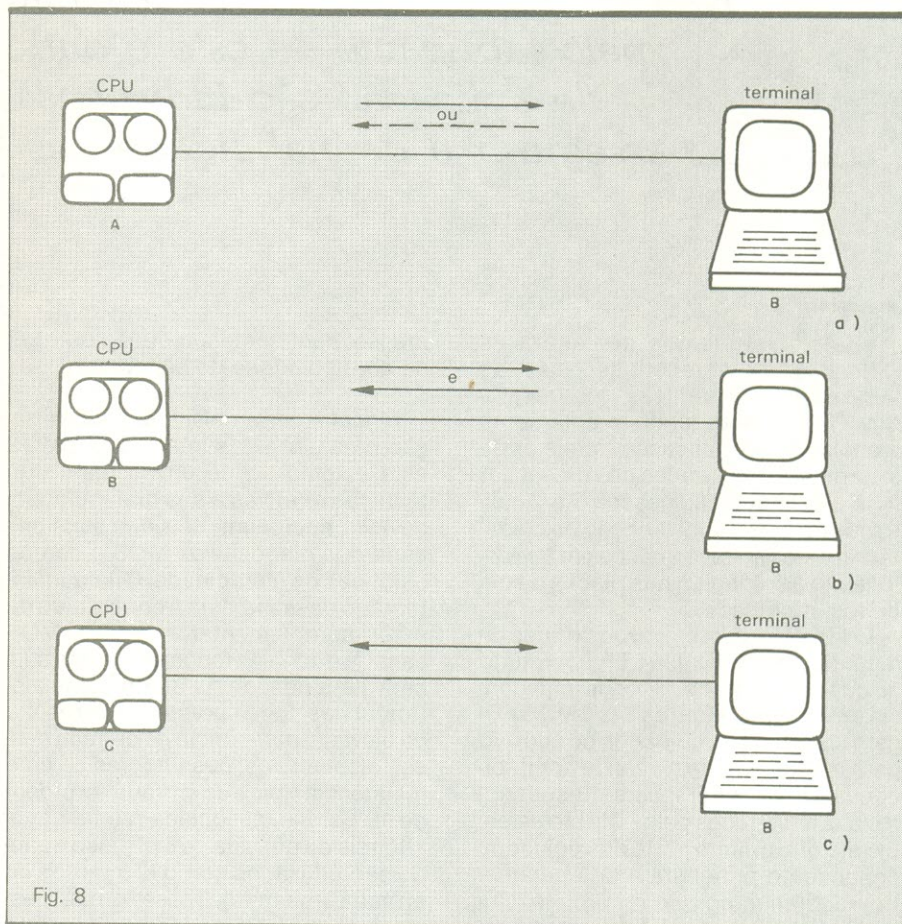 CPU
terminal
ou
A
B
a )
CPU
terminal
e
B
B
b )
CPU
terminal
C
B
c )
Fig. 8